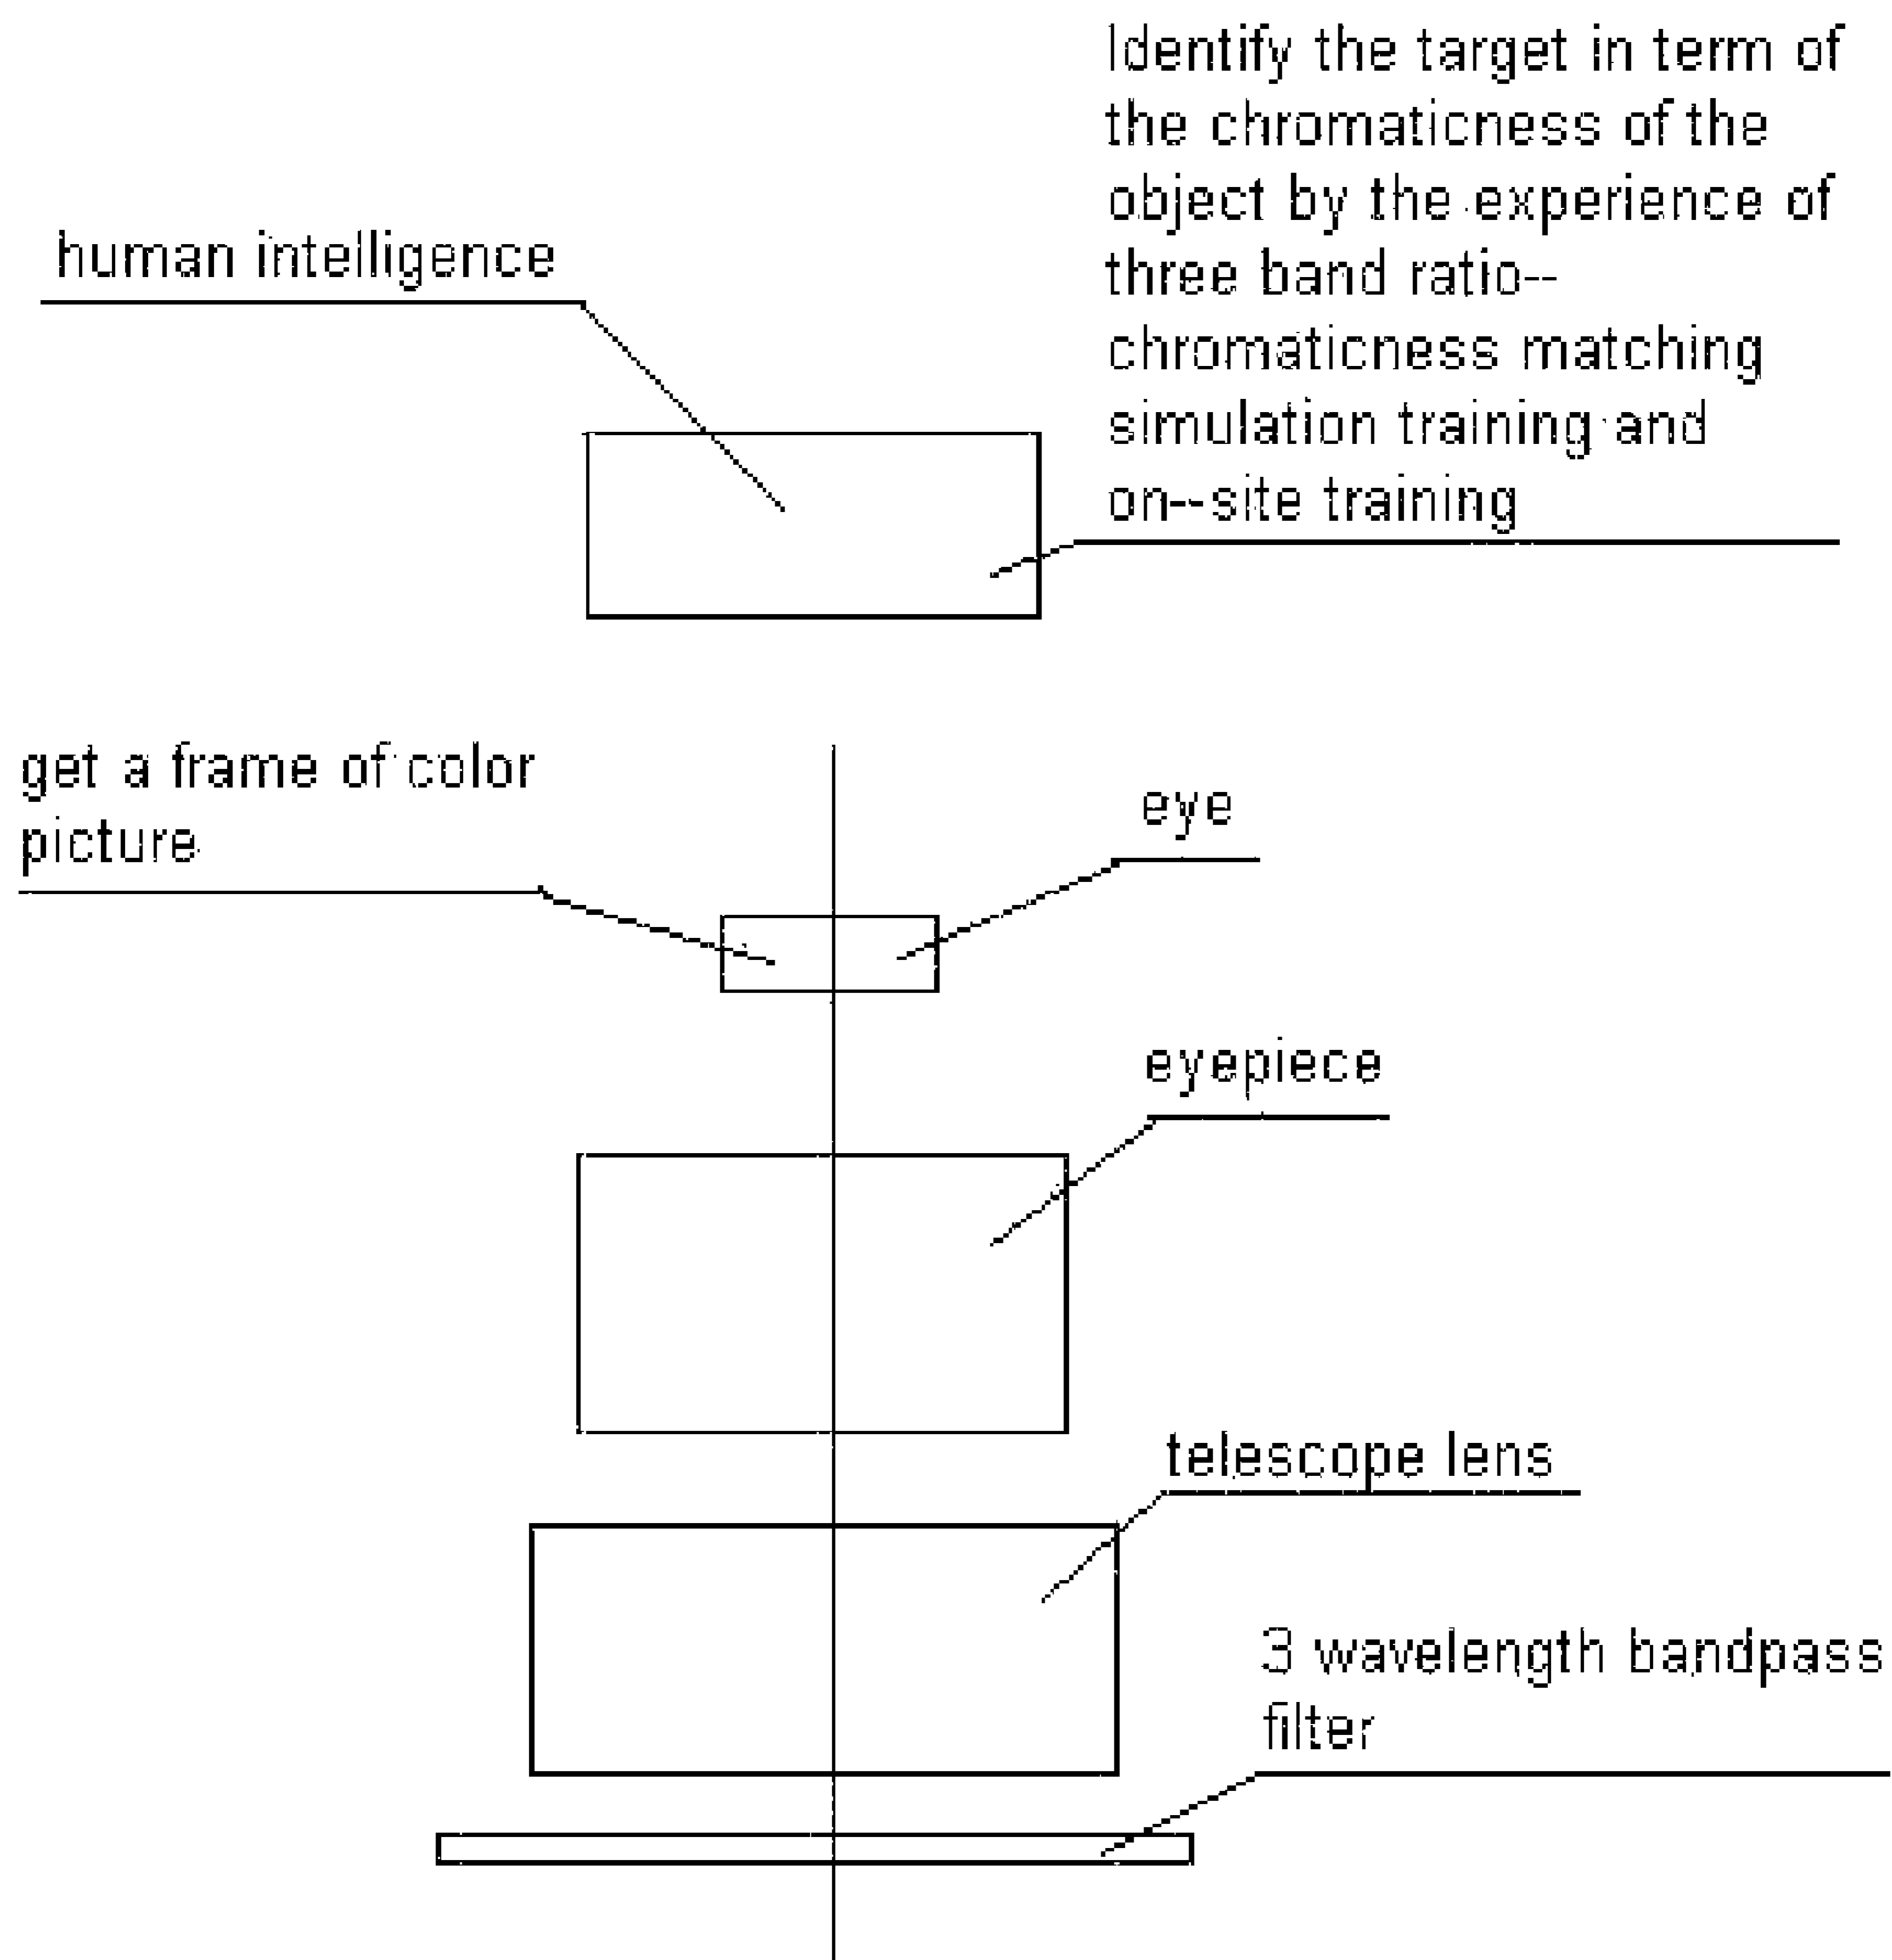 Identify the target in term of
the chromaticness of the
object by the experience of
three band ratio--
chromaticness matching
simulation training and
on--site training
human intelligence
get a frame of color
picture
eye
eyepiece
telescope lens
3 wavelength bandpass
filter